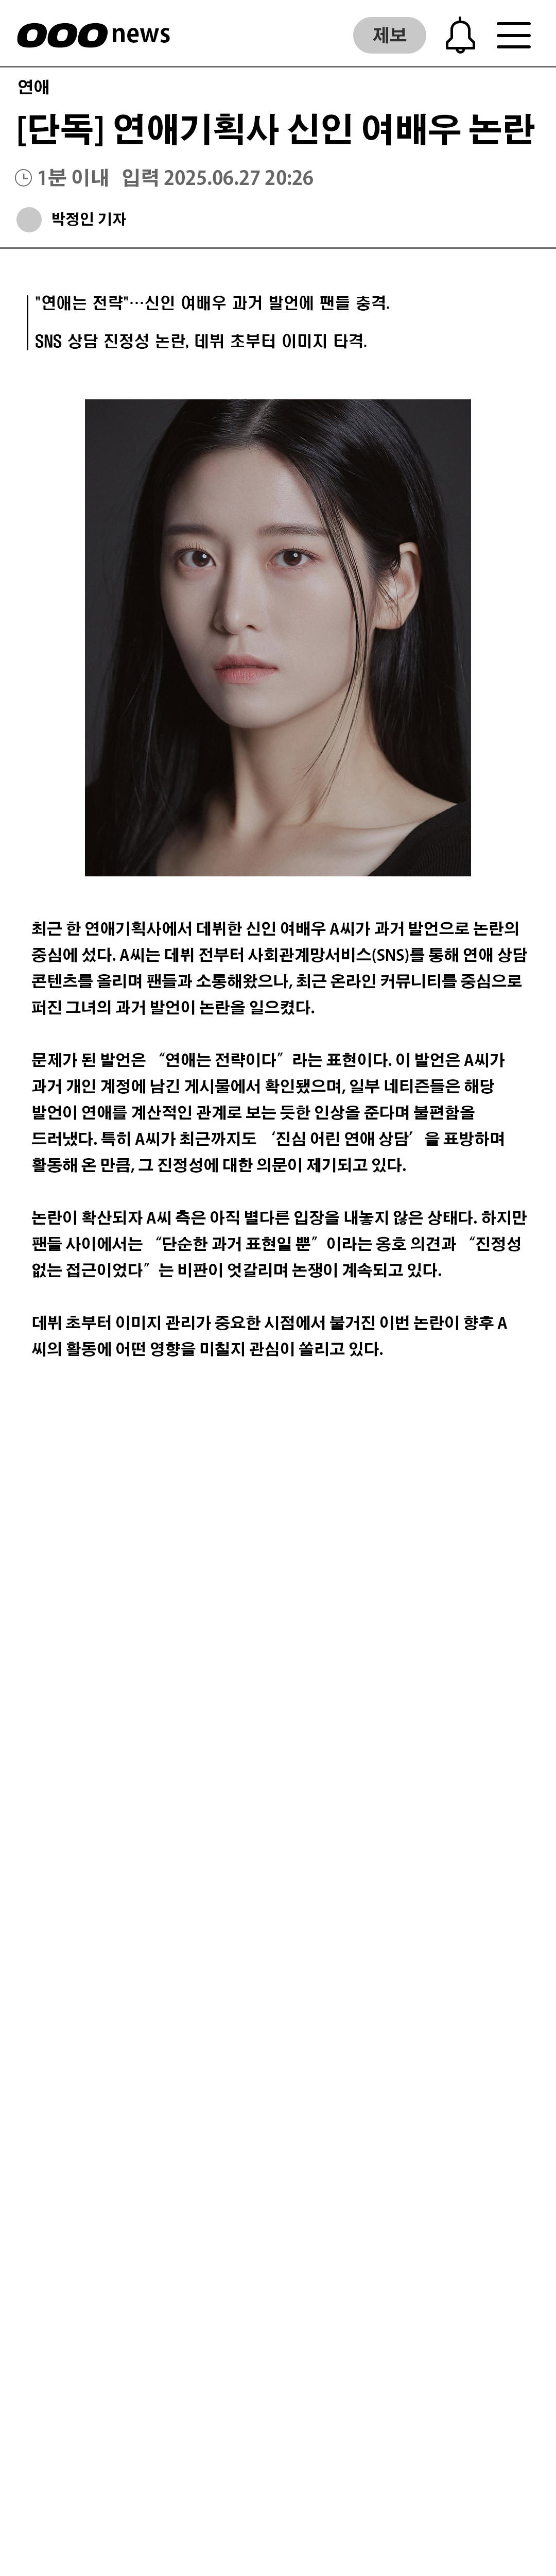 OOO news
제보
연애
[단독] 연애기획사 신인 여배우 논란
1분 이내 입력 2025.06.27 20:26
박정인 기자
"연애는 전략"…신인 여배우 과거 발언에 팬들 충격.
SNS 상담 진정성 논란, 데뷔 초부터 이미지 타격.
최근 한 연애기획사에서 데뷔한 신인 여배우 A씨가 과거 발언으로 논란의
중심에 섰다. A씨는 데뷔 전부터 사회관계망서비스(SNS)를 통해 연애 상담
콘텐츠를 올리며 팬들과 소통해왔으나, 최근 온라인 커뮤니티를 중심으로
퍼진 그녀의 과거 발언이 논란을 일으켰다.
문제가 된 발언은 “연애는 전략이다” 라는 표현이다. 이 발언은 A씨가
과거 개인 계정에 남긴 게시물에서 확인됐으며, 일부 네티즌들은 해당
발언이 연애를 계산적인 관계로 보는 듯한 인상을 준다며 불편함을
드러냈다. 특히 A씨가 최근까지도 ‘진심 어린 연애 상담’ 을 표방하며
활동해 온 만큼, 그 진정성에 대한 의문이 제기되고 있다.
논란이 확산되자 A씨 측은 아직 별다른 입장을 내놓지 않은 상태다. 하지만
팬들 사이에서는 “단순한 과거 표현일 뿐” 이라는 옹호 의견과 “진정성
없는 접근이었다” 는 비판이 엇갈리며 논쟁이 계속되고 있다.
데뷔 초부터 이미지 관리가 중요한 시점에서 불거진 이번 논란이 향후 A
씨의 활동에 어떤 영향을 미칠지 관심이 쏠리고 있다.